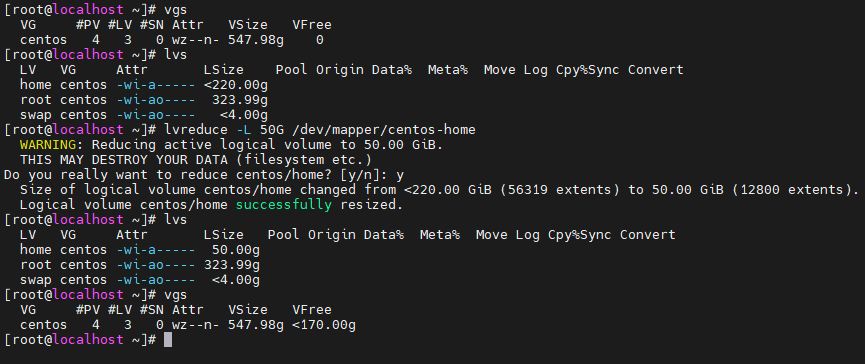 [root@localhost ~]# vgs
  VG     #PV #LV #SN Attr   VSize   VFree
  centos   4   3   0 wz--n- 547.98g    0
[root@localhost ~]# lvs
  LV   VG     Attr       LSize    Pool Origin Data%  Meta%  Move Log Cpy%Sync Convert
  home centos -wi-a----- <220.00g
  root centos -wi-ao----  323.99g
  swap centos -wi-ao----   <4.00g
[root@localhost ~]# lvreduce -L 50G /dev/mapper/centos-home
  WARNING: Reducing active logical volume to 50.00 GiB.
  THIS MAY DESTROY YOUR DATA (filesystem etc.)
Do you really want to reduce centos/home? [y/n]: y
  Size of logical volume centos/home changed from <220.00 GiB (56319 extents) to 50.00 GiB (12800 extents).
  Logical volume centos/home successfully resized.
[root@localhost ~]# lvs
  LV   VG     Attr       LSize   Pool Origin Data%  Meta%  Move Log Cpy%Sync Convert
  home centos -wi-a-----  50.00g
  root centos -wi-ao---- 323.99g
  swap centos -wi-ao----  <4.00g
[root@localhost ~]# vgs
  VG     #PV #LV #SN Attr   VSize   VFree
  centos   4   3   0 wz--n- 547.98g <170.00g
[root@localhost ~]#